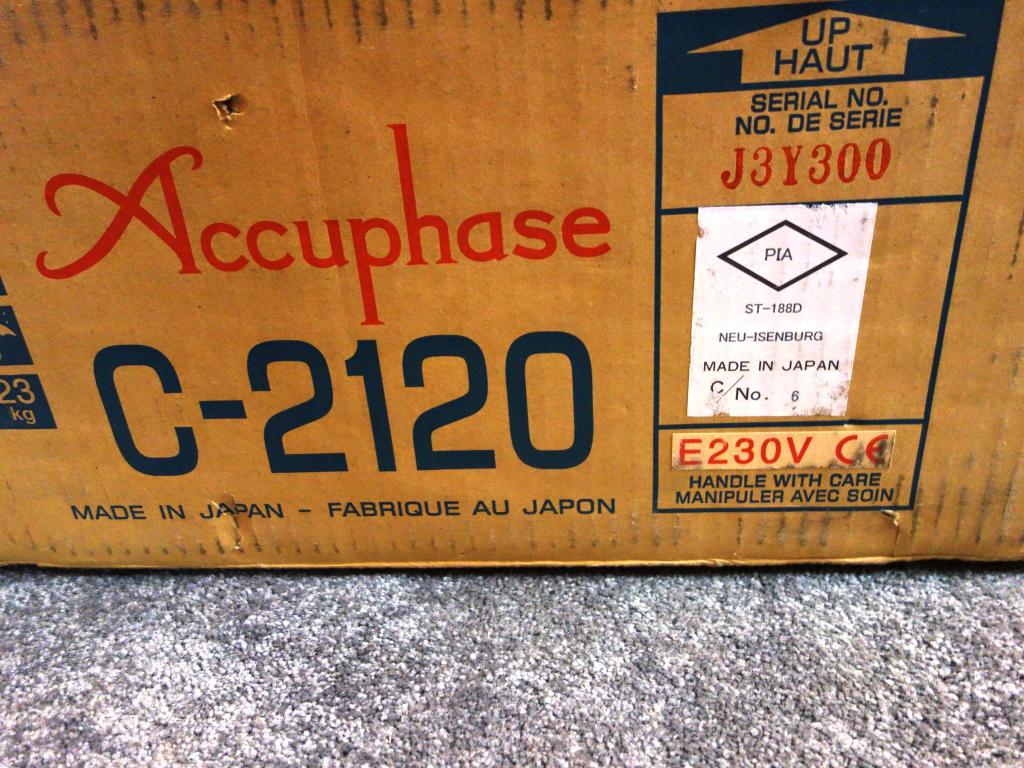 Accuphase
C-2120
MADE IN JAPAN - FABRIQUE AU JAPON
23
kg
UP
HAUT
SERIAL NO.
NO. DE SERIE
J3Y300
PIA
ST-188D
NEU-ISENBURG
MADE IN JAPAN
C/No. 6
E230V CE
HANDLE WITH CARE
MANIPULER AVEC SOIN